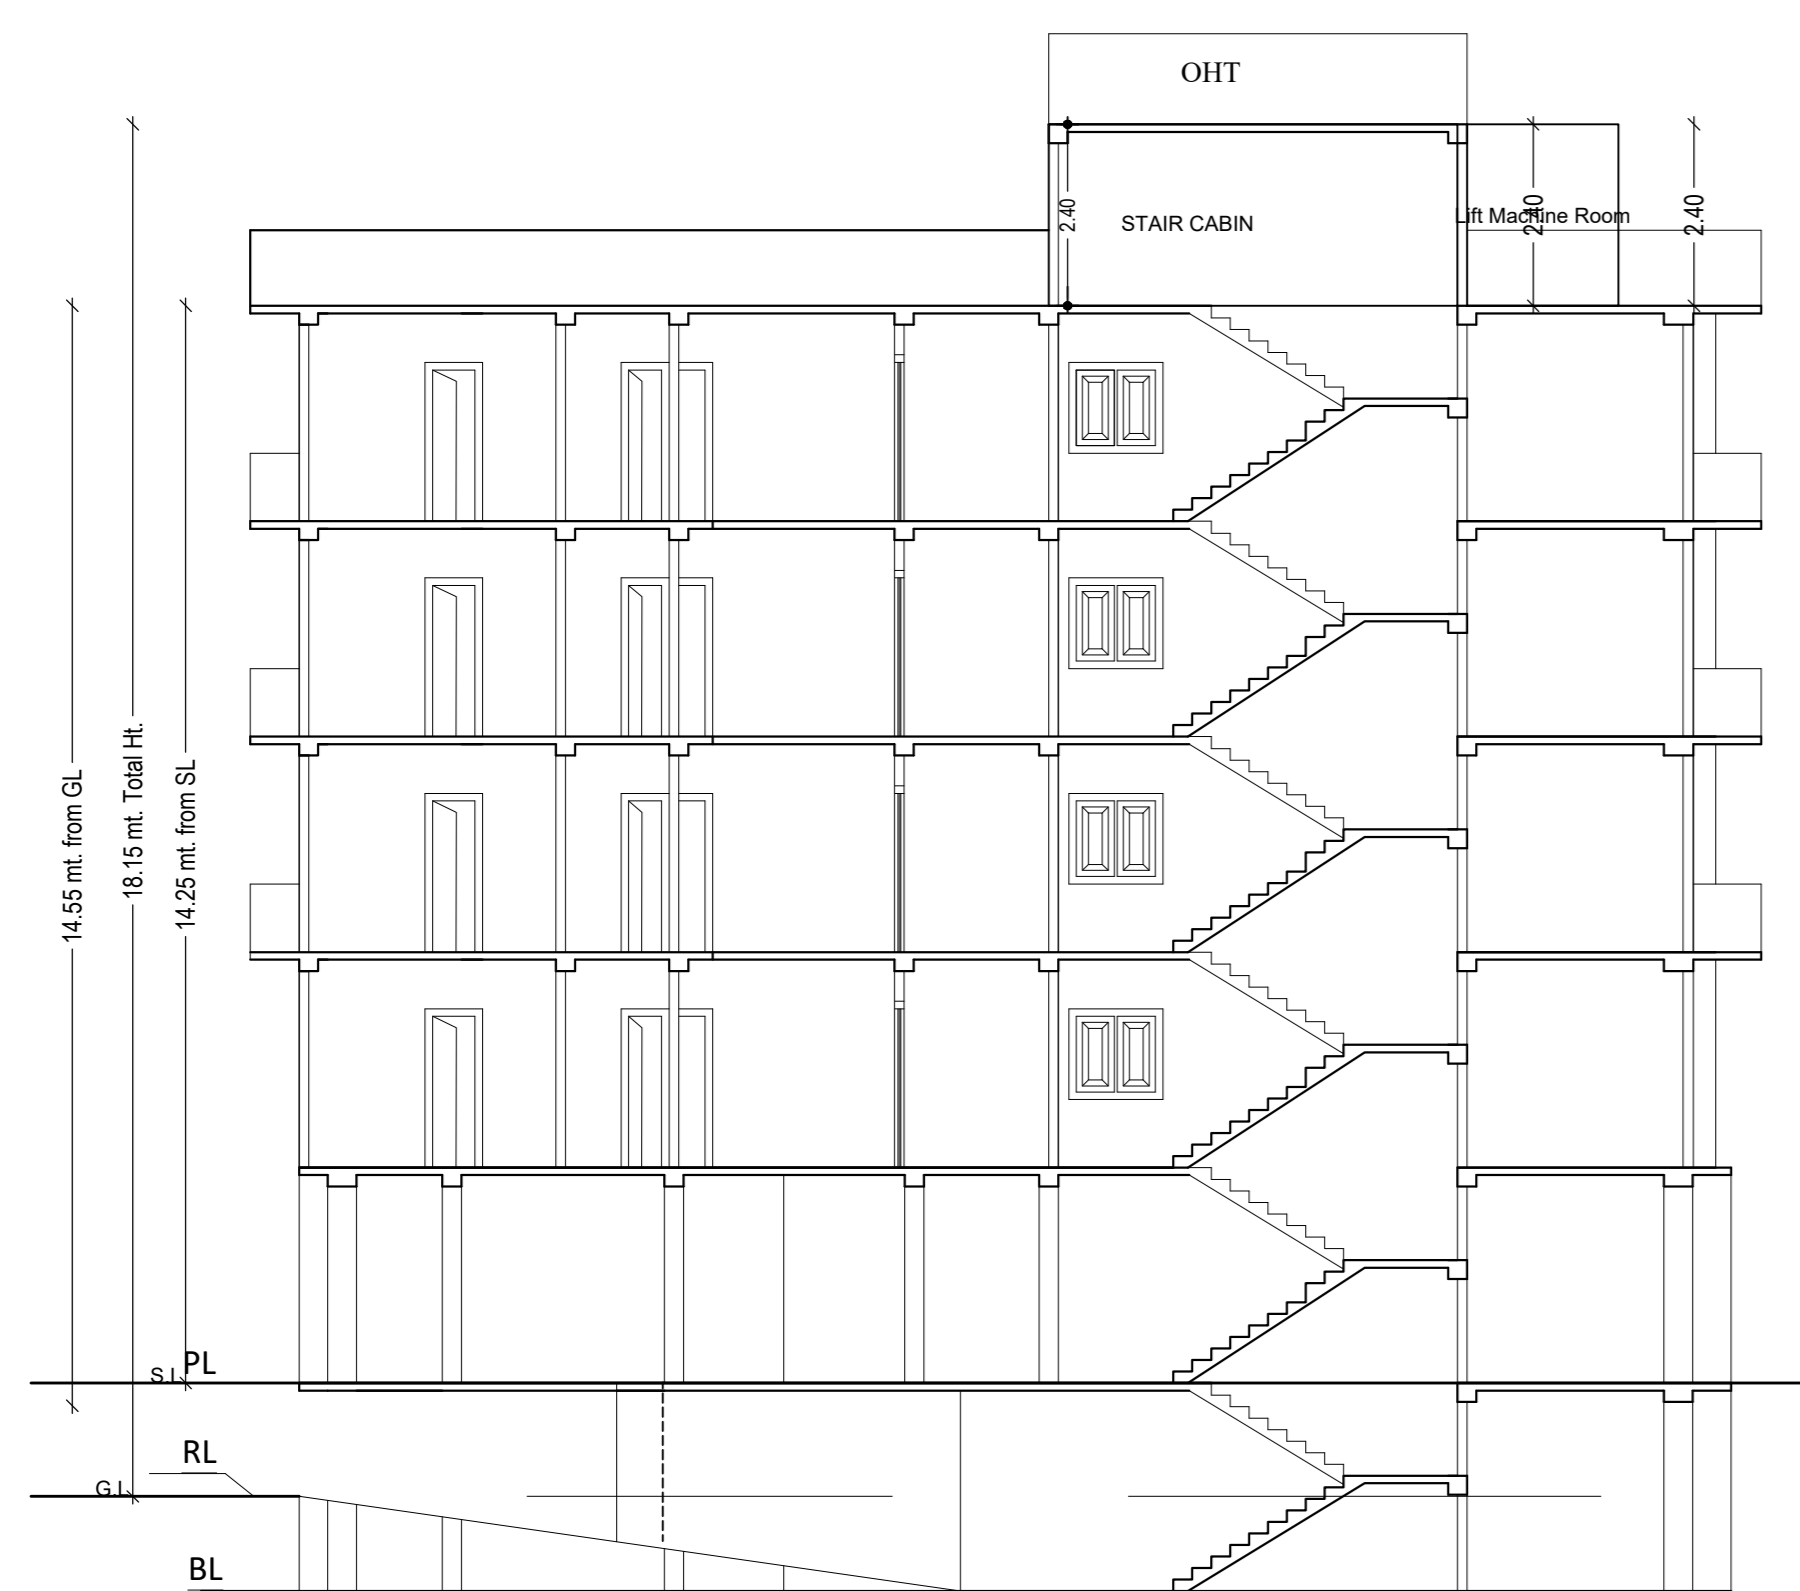 OHT
2.40
STAIR CABIN
Lift Machine Room
2.40
2.40
14.55 mt. from GL
18.15 mt. Total Ht.
14.25 mt. from SL
S.L
PL
RL
G.L
BL